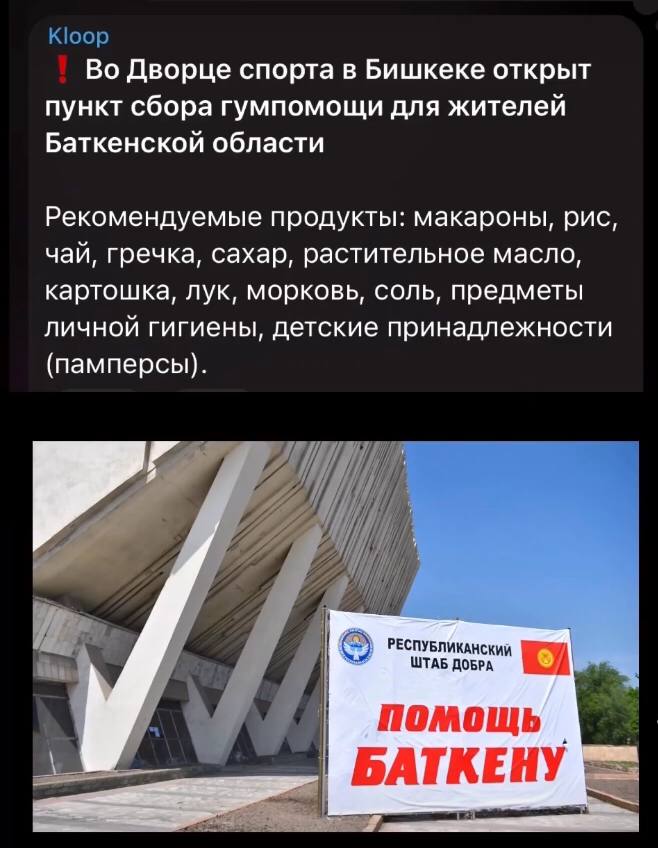 Kloop
❗ Во Дворце спорта в Бишкеке открыт
пункт сбора гумпомощи для жителей
Баткенской области
Рекомендуемые продукты: макароны, рис,
чай, гречка, сахар, растительное масло,
картошка, лук, морковь, соль, предметы
личной гигиены, детские принадлежности
(памперсы).
РЕСПУБЛИКАНСКИЙ
ШТАБ ДОБРА
ПОМОЩЬ
БАТКЕНУ